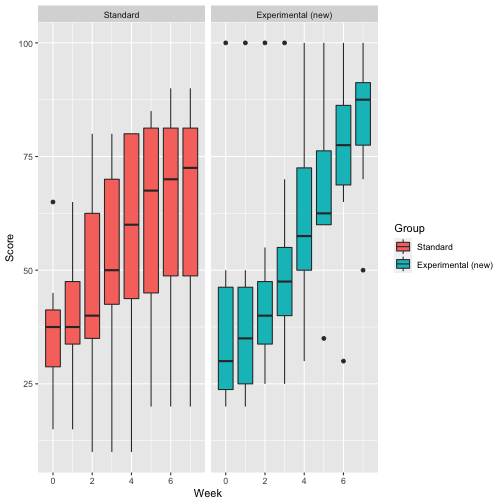 Standard
Experimental (new)
100
75
50
25
Score
0 2 4 6
0 2 4 6
Week
Group
Standard
Experimental (new)